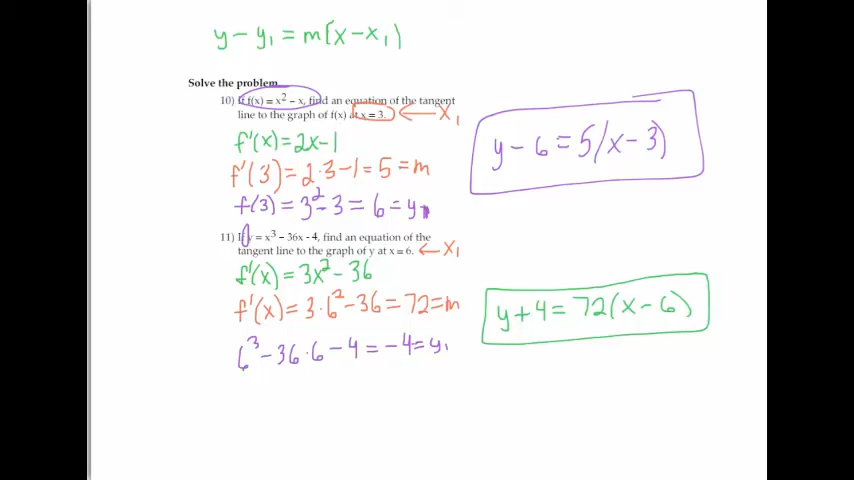 y − y₁ = m(x − x₁)
Solve the problem.
10) If f(x) = x² − x, find an equation of the tangent
line to the graph of f(x) at x = 3. ← x₁
f'(x) = 2x − 1
f'(3) = 2·3 − 1 = 5 = m
f(3) = 3² − 3 = 6 = y₁
y − 6 = 5(x − 3)
11) If y = x³ − 36x - 4, find an equation of the
tangent line to the graph of y at x = 6. ← x₁
f'(x) = 3x² − 36
f'(x) = 3·6² − 36 = 72 = m
6³ − 36·6 − 4 = −4 = y₁
y + 4 = 72(x − 6)